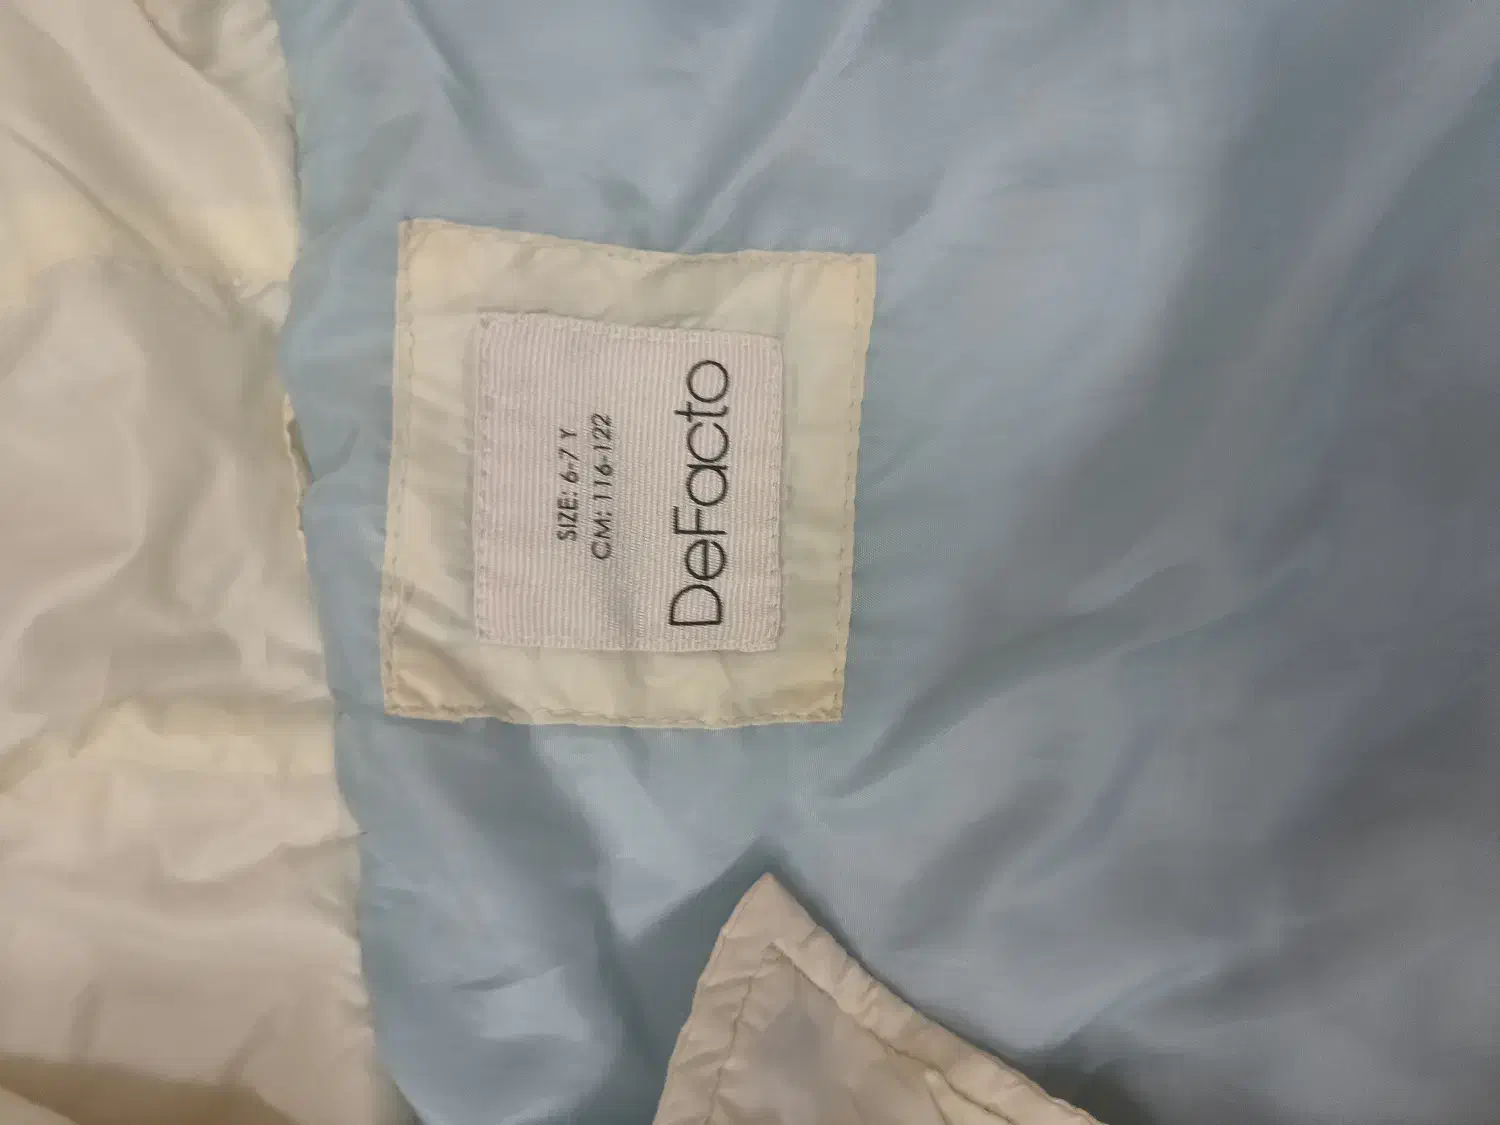 SIZE: 6-7 Y
CM: 116-122
DeFacto